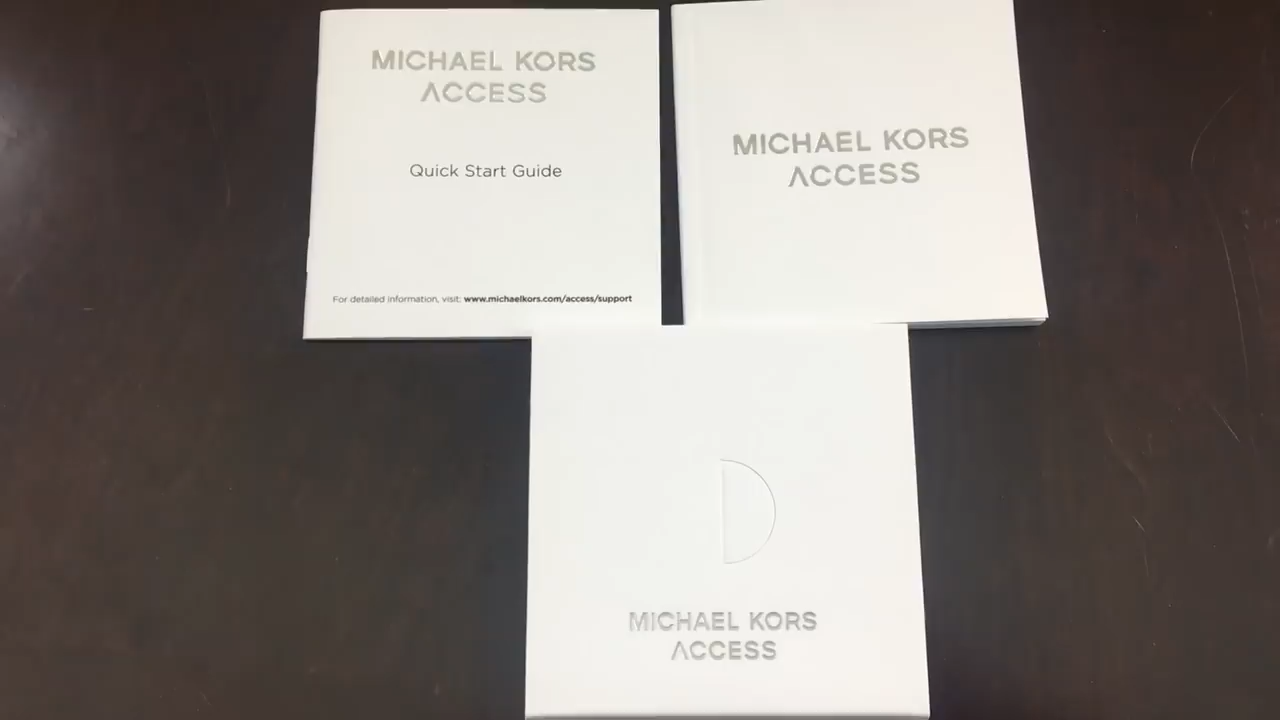 MICHAEL KORS
ACCESS
Quick Start Guide
For detailed information, visit: www.michaelkors.com/access/support
MICHAEL KORS
ACCESS
MICHAEL KORS
ACCESS